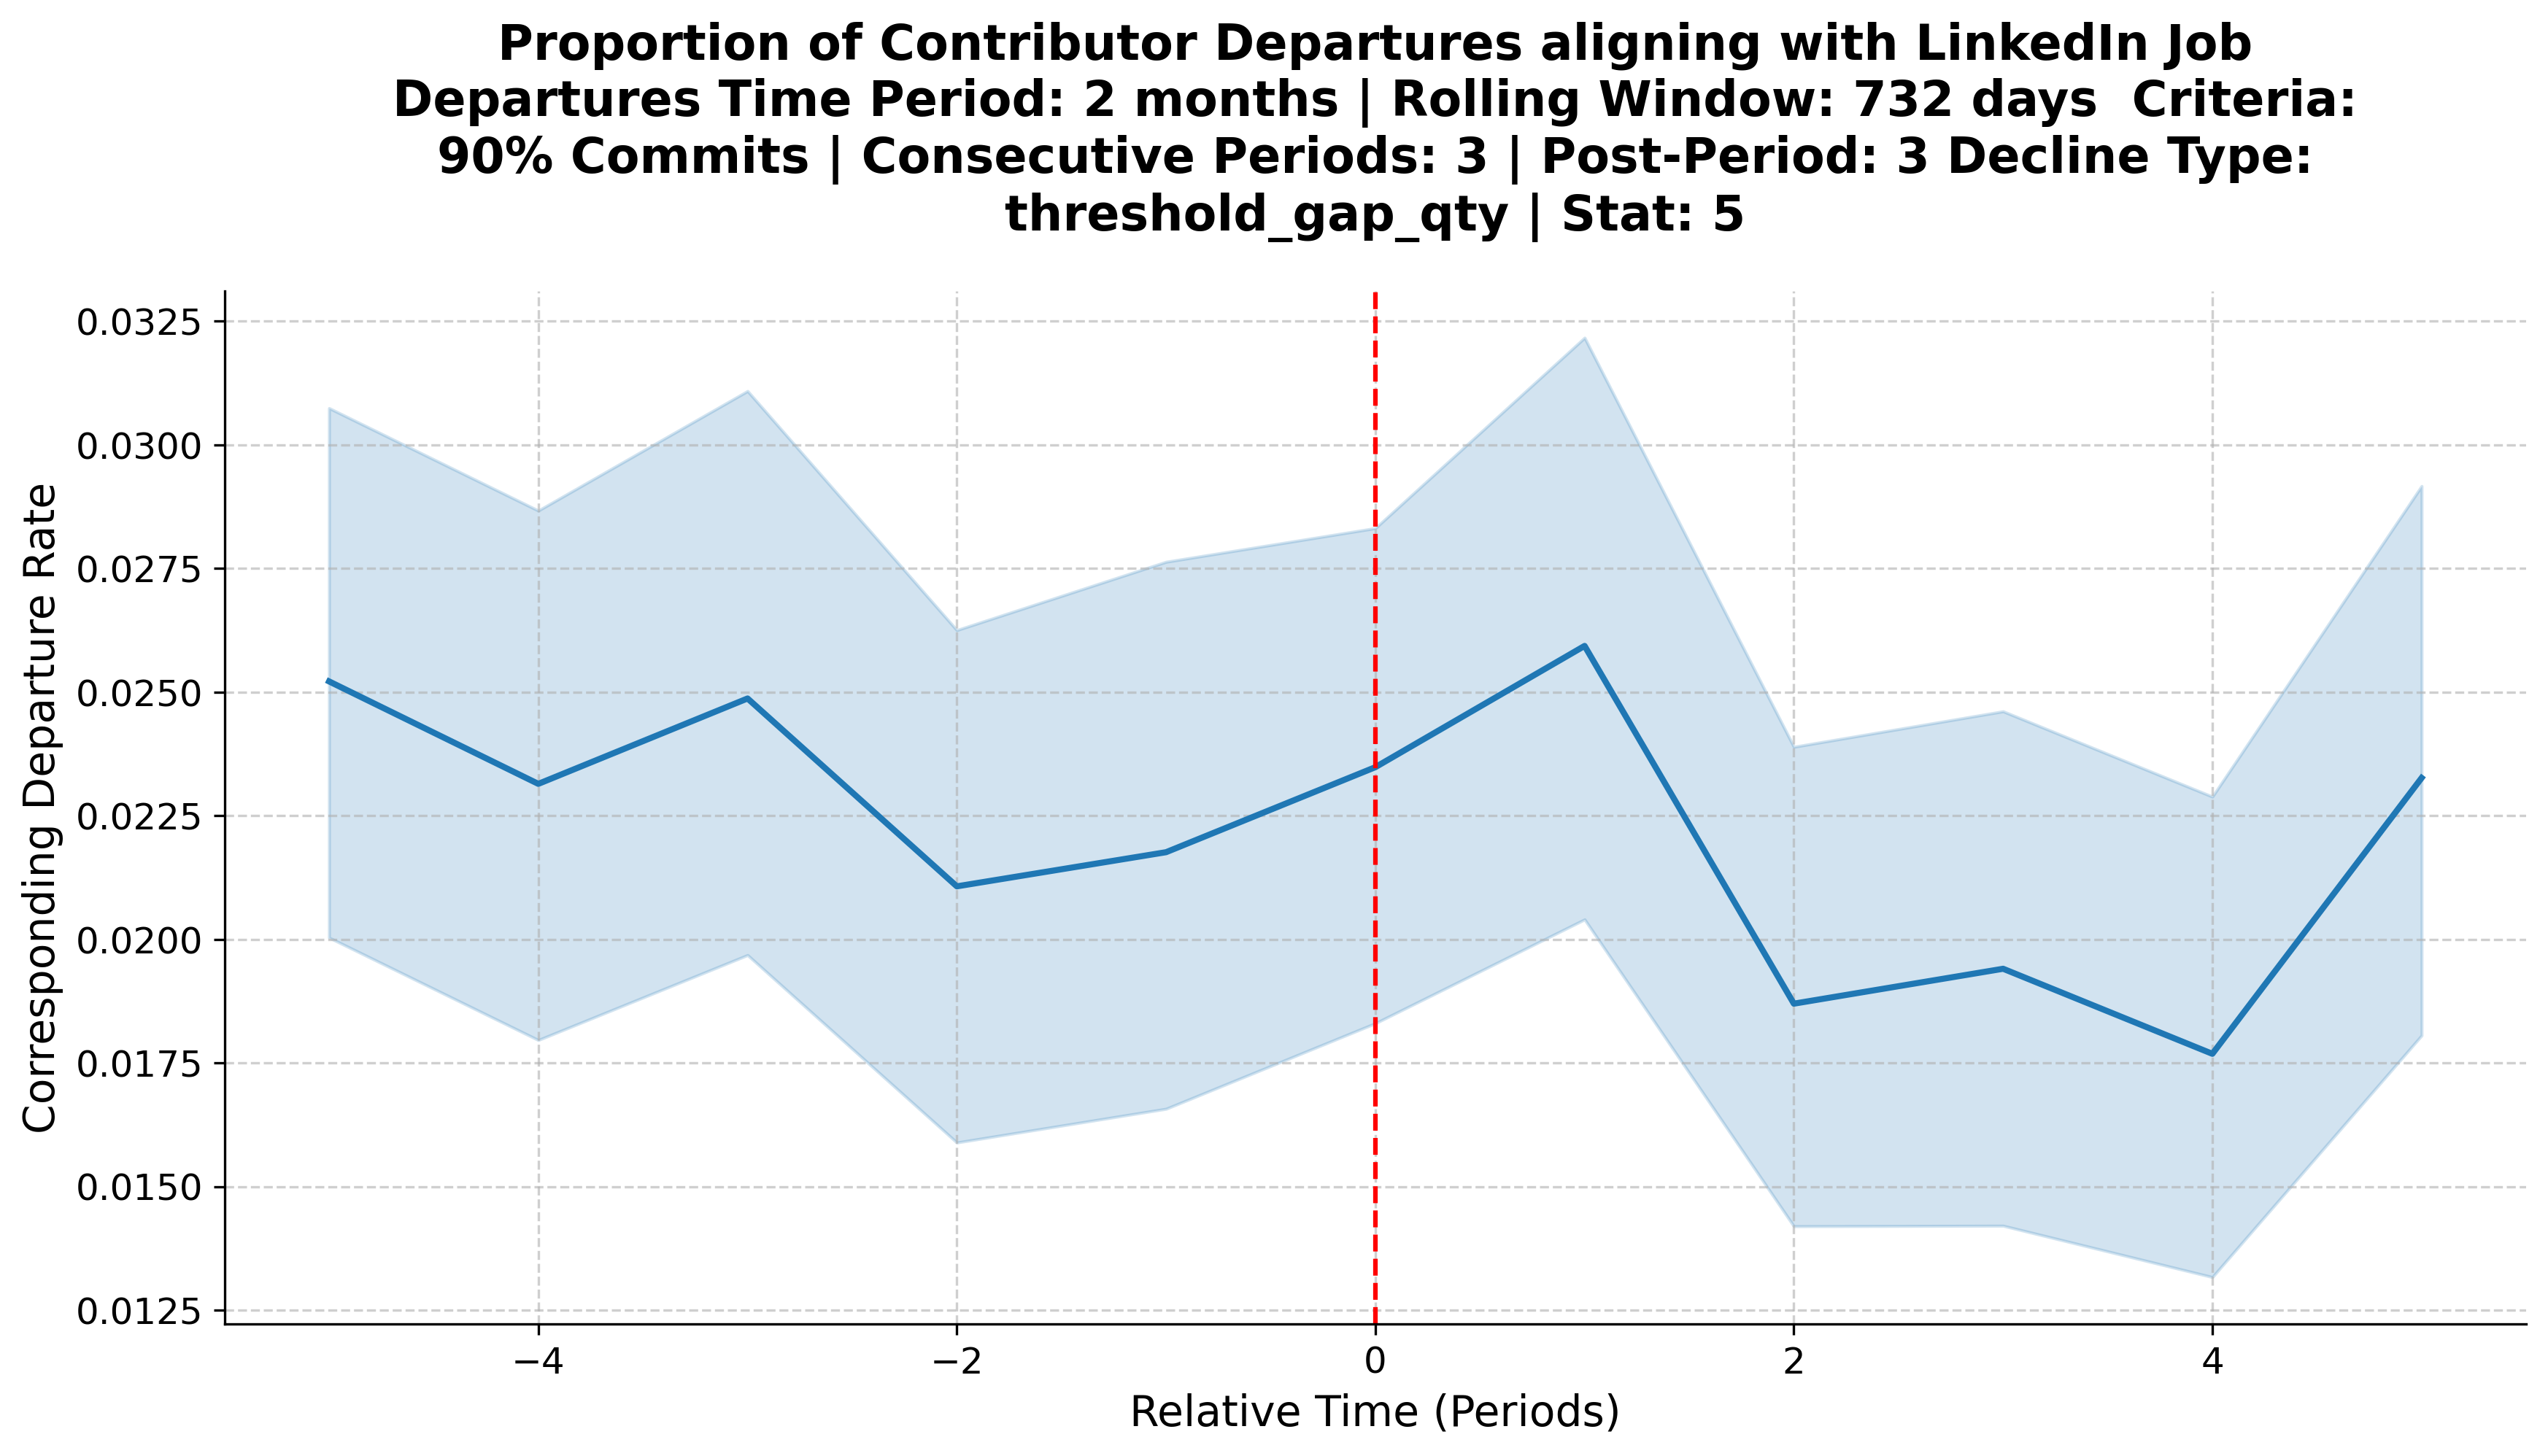 Proportion of Contributor Departures aligning with LinkedIn Job
Departures Time Period: 2 months | Rolling Window: 732 days  Criteria:
90% Commits | Consecutive Periods: 3 | Post-Period: 3 Decline Type:
threshold_gap_qty | Stat: 5
Corresponding Departure Rate
0.0325
0.0300
0.0275
0.0250
0.0225
0.0200
0.0175
0.0150
0.0125
−4
−2
0
2
4
Relative Time (Periods)